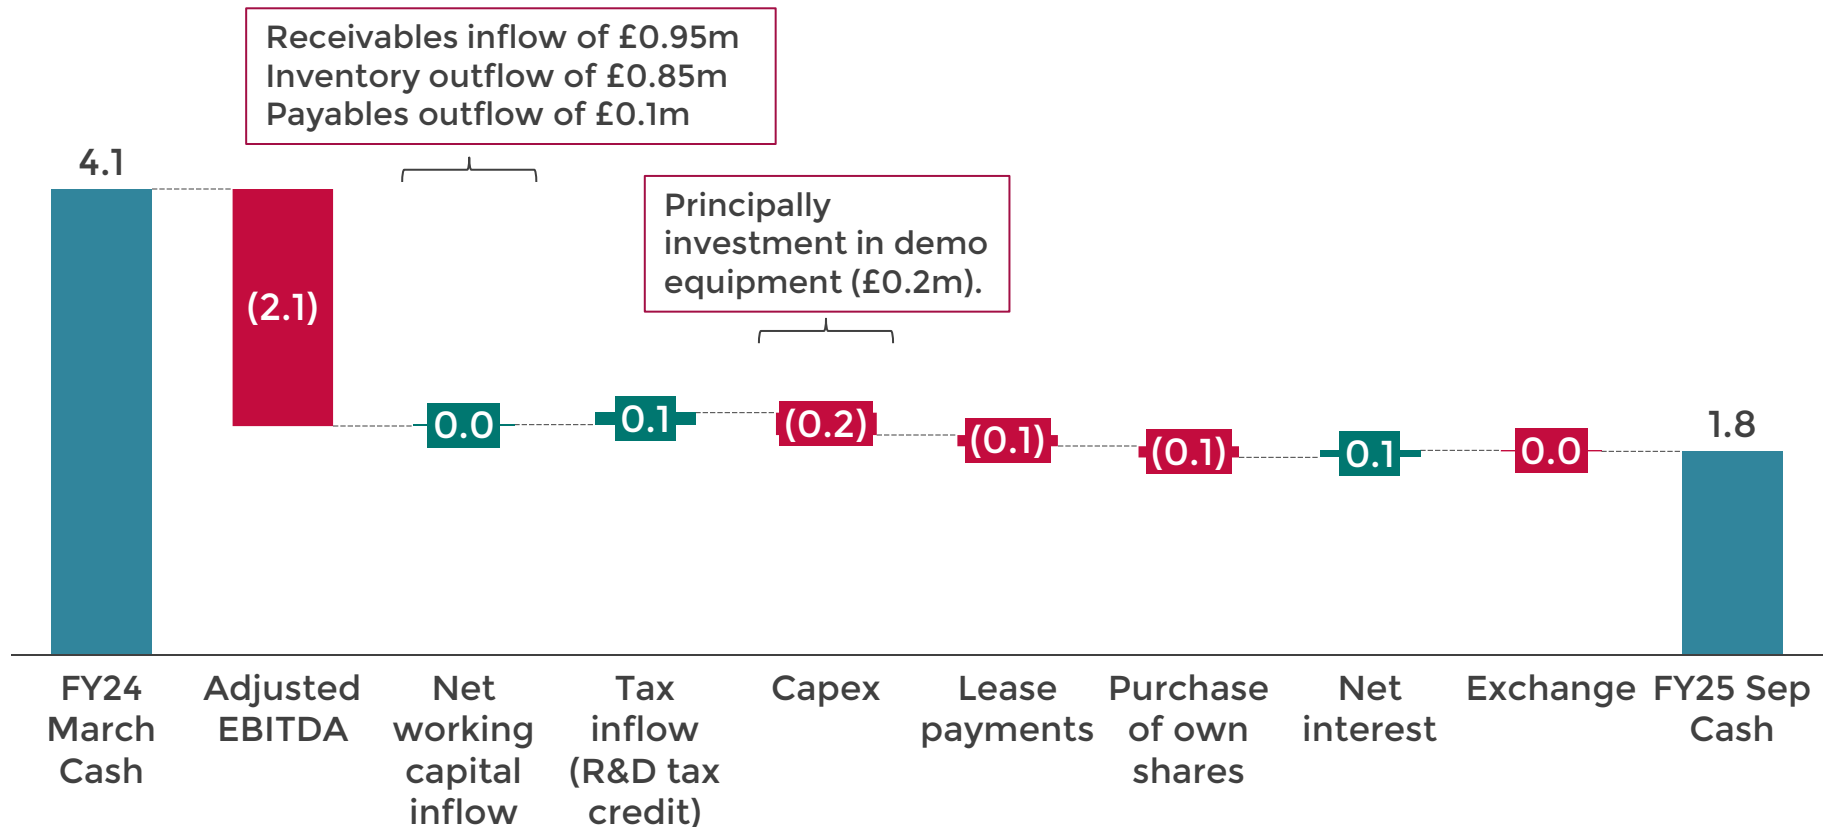 Receivables inflow of £0.95m
Inventory outflow of £0.85m
Payables outflow of £0.1m
Principally
investment in demo
equipment (£0.2m).
4.1
(2.1)
0.0
0.1
(0.2)
(0.1)
(0.1)
0.1
0.0
1.8
FY24
March
Cash
Adjusted
EBITDA
Net
working
capital
inflow
Tax
inflow
(R&D tax
credit)
Capex
Lease
payments
Purchase
of own
shares
Net
interest
Exchange
FY25 Sep
Cash